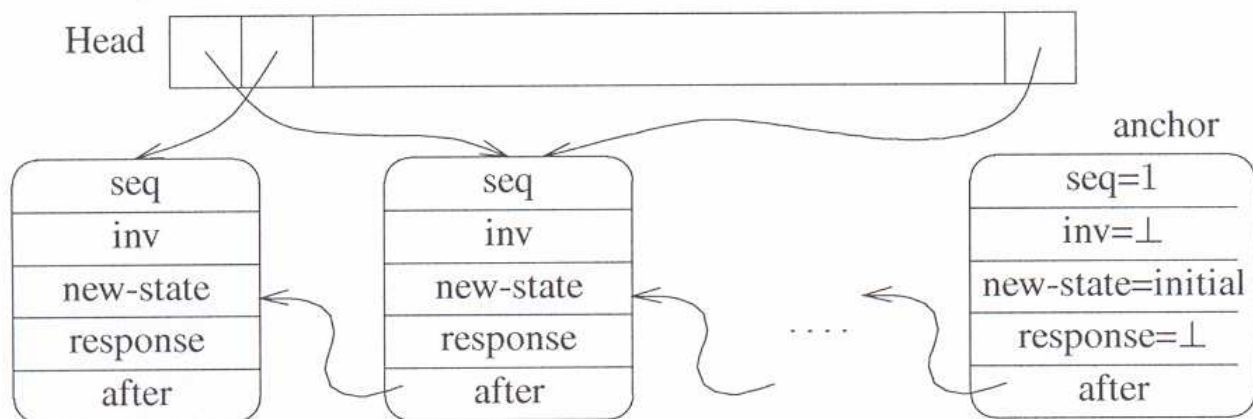 Head
anchor
seq
seq
seq=1
inv
inv
inv=⊥
new-state
new-state
new-state=initial
response
response
....
response=⊥
after
after
after